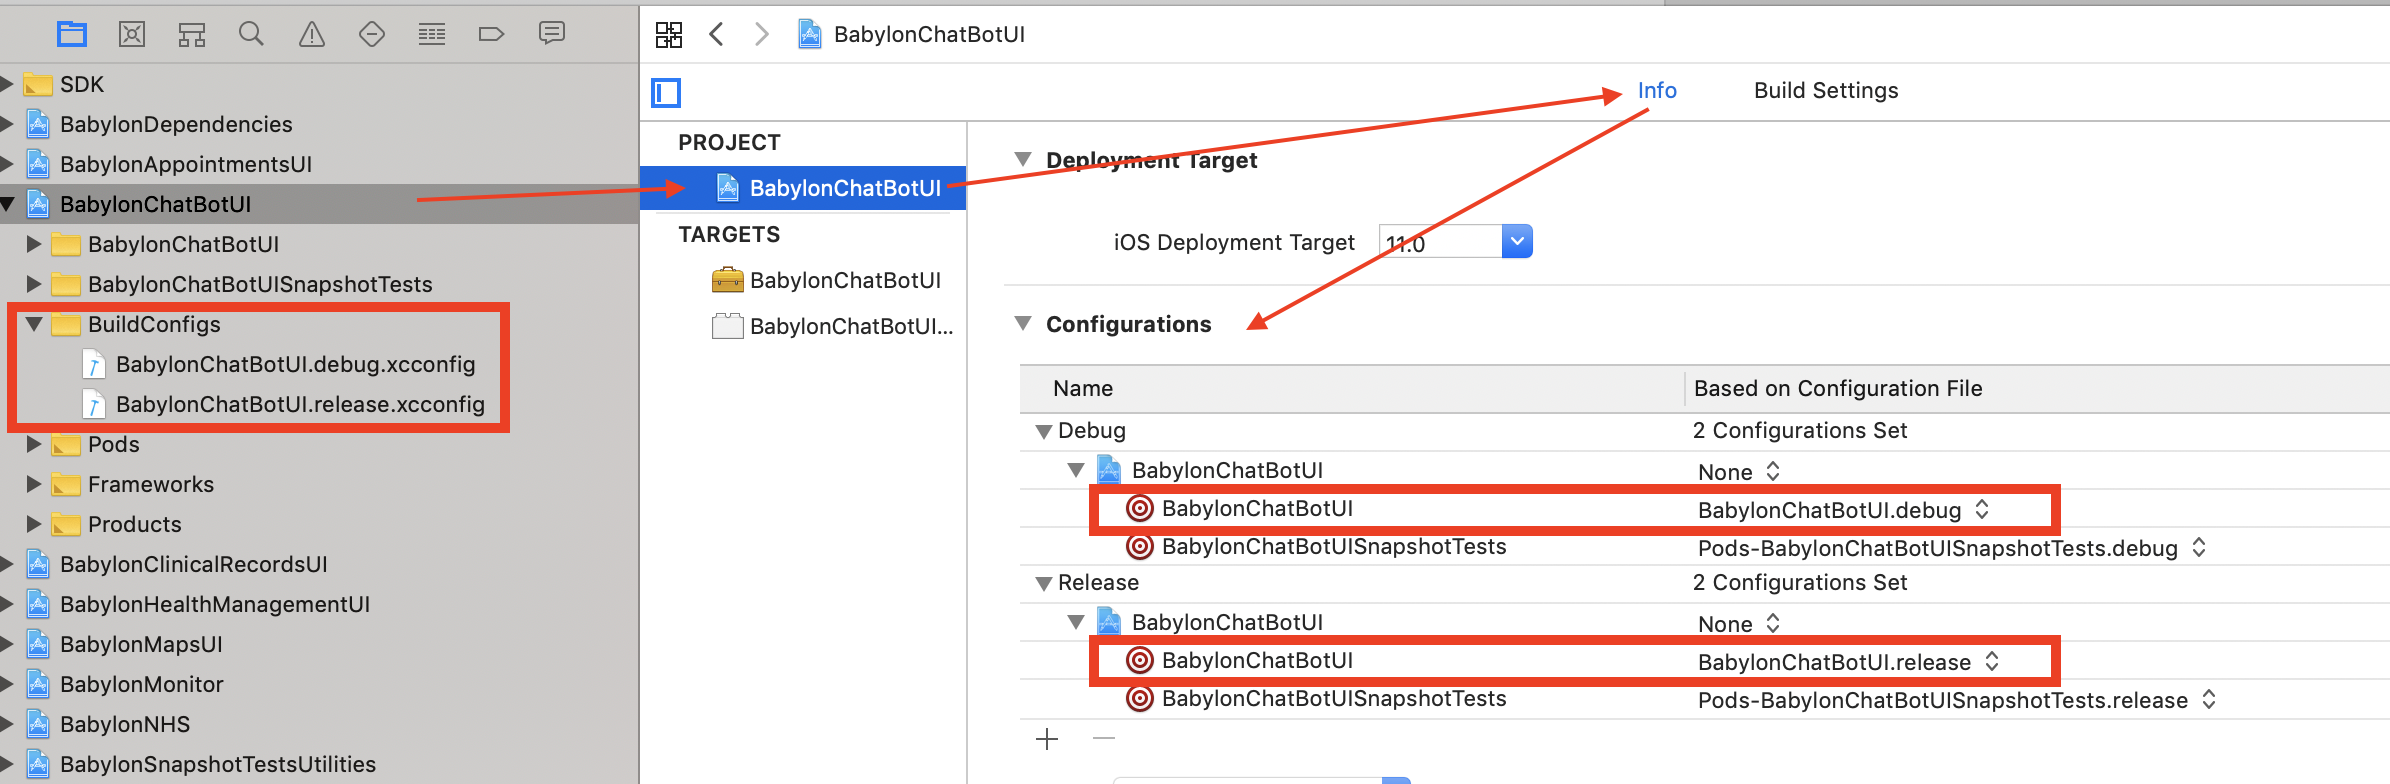 SDK
BabylonDependencies
BabylonAppointmentsUI
BabylonChatBotUI
BabylonChatBotUI
BabylonChatBotUISnapshotTests
BuildConfigs
BabylonChatBotUI.debug.xcconfig
BabylonChatBotUI.release.xcconfig
Pods
Frameworks
Products
BabylonClinicalRecordsUI
BabylonHealthManagementUI
BabylonMapsUI
BabylonMonitor
BabylonNHS
BabylonSnapshotTestsUtilities
BabylonChatBotUI
Info Build Settings
PROJECT
BabylonChatBotUI
TARGETS
BabylonChatBotUI
BabylonChatBotUI...
Deployment Target
iOS Deployment Target 11.0
Configurations
Name Based on Configuration File
Debug 2 Configurations Set
BabylonChatBotUI None
BabylonChatBotUI BabylonChatBotUI.debug
BabylonChatBotUISnapshotTests Pods-BabylonChatBotUISnapshotTests.debug
Release 2 Configurations Set
BabylonChatBotUI None
BabylonChatBotUI BabylonChatBotUI.release
BabylonChatBotUISnapshotTests Pods-BabylonChatBotUISnapshotTests.release